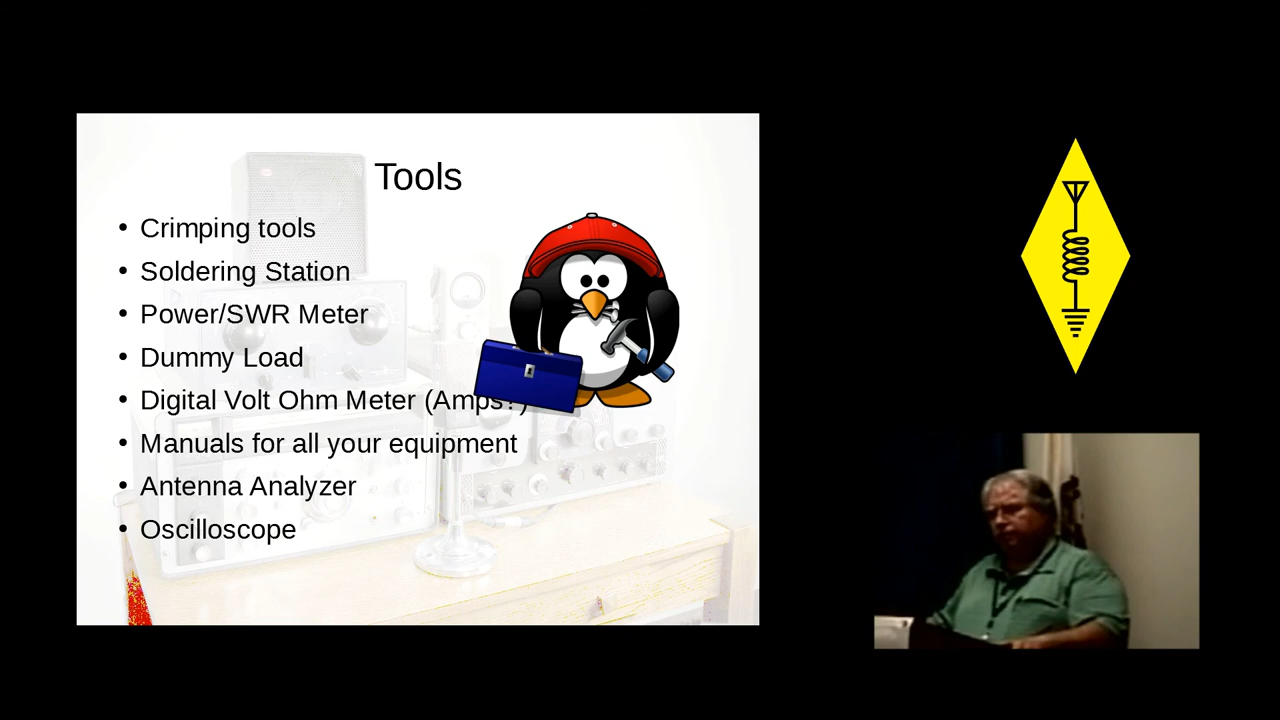 Tools
• Crimping tools
• Soldering Station
• Power/SWR Meter
• Dummy Load
• Digital Volt Ohm Meter (Amps?)
• Manuals for all your equipment
• Antenna Analyzer
• Oscilloscope